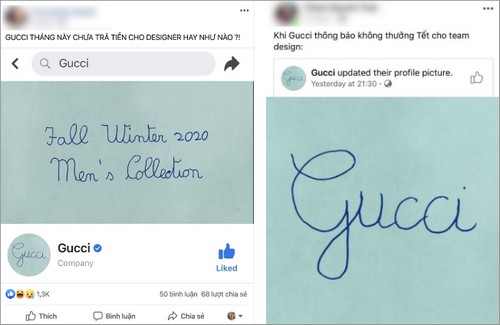 GUCCI THÁNG NÀY CHƯA TRẢ TIỀN CHO DESIGNER HAY NHƯ NÀO ?!
Gucci
Fall Winter 2020
Men's Collection
Gucci
Gucci
Company
Liked
1,3K
50 bình luận 68 lượt chia sẻ
Thích
Bình luận
Chia sẻ
Khi Gucci thông báo không thưởng Tết cho team
design:
Gucci updated their profile picture.
Yesterday at 21:30
Gucci
Gucci